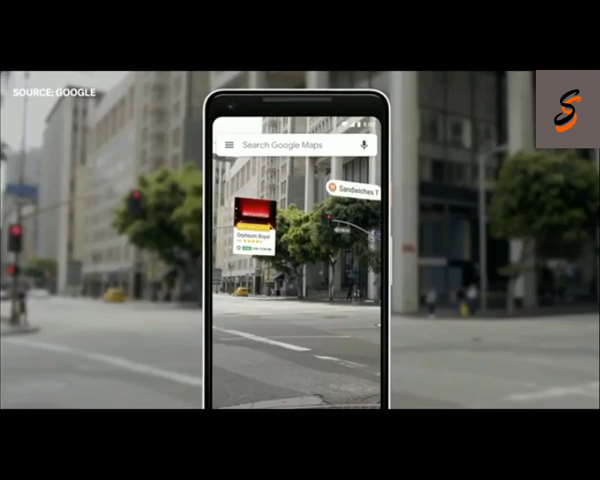 SOURCE: GOOGLE
S
Search Google Maps
Sandwiches T
Orpheum Royal